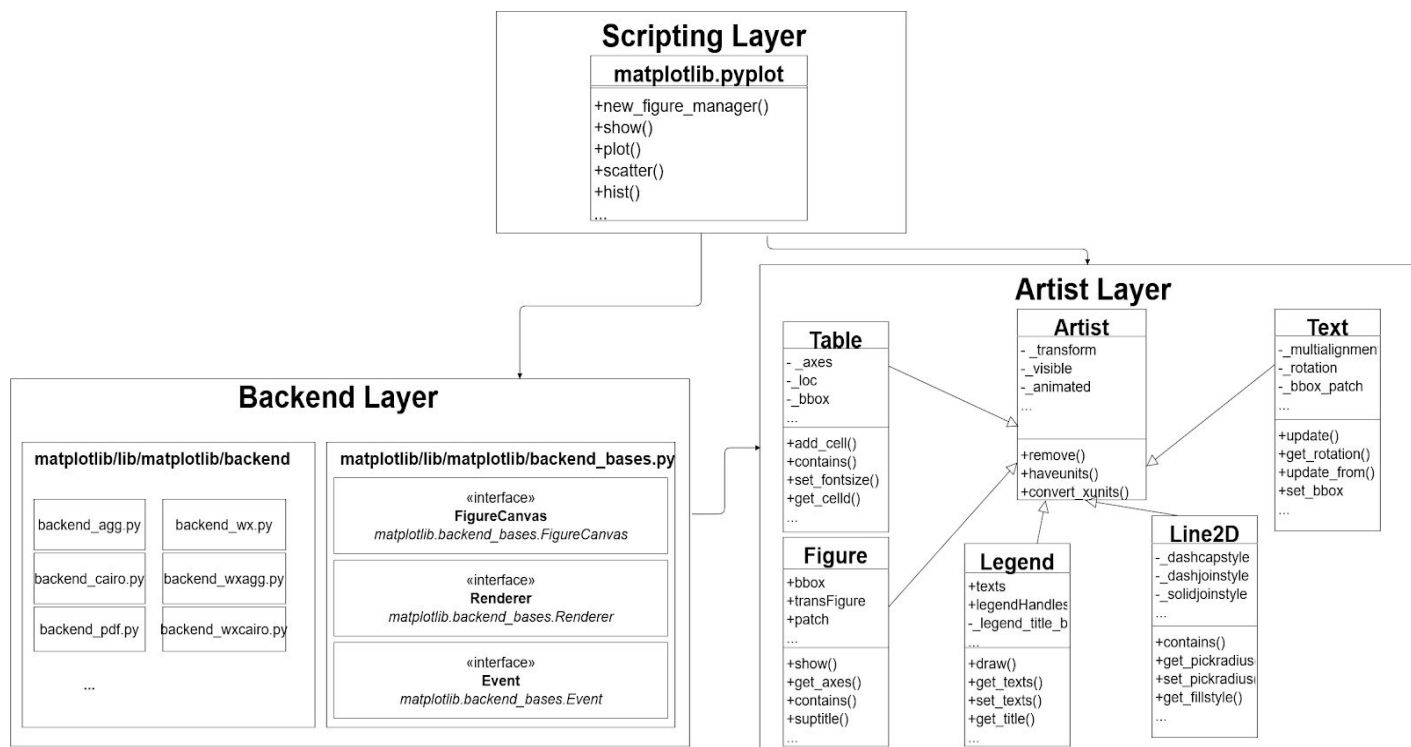 Scripting Layer
matplotlib.pyplot
+new_figure_manager()
+show()
+plot()
+scatter()
+hist()
...
Backend Layer
matplotlib/lib/matplotlib/backend
backend_agg.py
backend_wx.py
backend_cairo.py
backend_wxagg.py
backend_pdf.py
backend_wxcairo.py
...
matplotlib/lib/matplotlib/backend_bases.py
«interface»
FigureCanvas
matplotlib.backend_bases.FigureCanvas
«interface»
Renderer
matplotlib.backend_bases.Renderer
«interface»
Event
matplotlib.backend_bases.Event
Artist Layer
Table
- _axes
-_loc
-_bbox
...
+add_cell()
+contains()
+set_fontsize()
+get_celld()
...
Artist
- _transform
-_visible
-_animated
...
+remove()
+haveunits()
+convert_xunits()
Text
-_multialignmen
-_rotation
-_bbox_patch
...
+update()
+get_rotation()
+update_from()
+set_bbox
...
Figure
+bbox
+transFigure
+patch
...
+show()
+get_axes()
+contains()
+suptitle()
...
Legend
+texts
+legendHandles
-_legend_title_b
...
+draw()
+get_texts()
+set_texts()
+get_title()
...
Line2D
-_dashcapstyle
-_dashjoinstyle
-_solidjoinstyle
...
+contains()
+get_pickradius(
+set_pickradius(
+get_fillstyle()
...